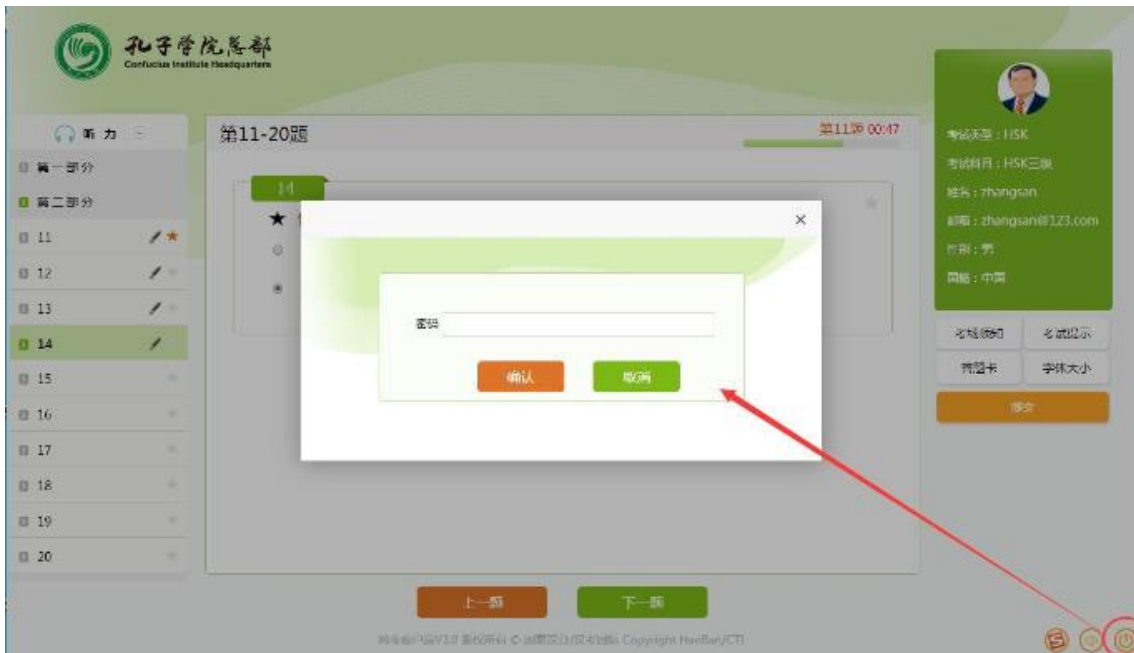 孔子学院总部
Confucius Institute Headquarters
听力
第一部分
第二部分
11
12
13
14
15
16
17
18
19
20
第11-20题
第11题 00:47
14
密码
确认
取消
上一题
下一题
考试类型：HSK
考试科目：HSK三级
姓名：zhangsan
邮箱：zhangsan@123.com
性别：男
国籍：中国
考场须知
考试提示
答题卡
字体大小
Copyright HanBan/CTI